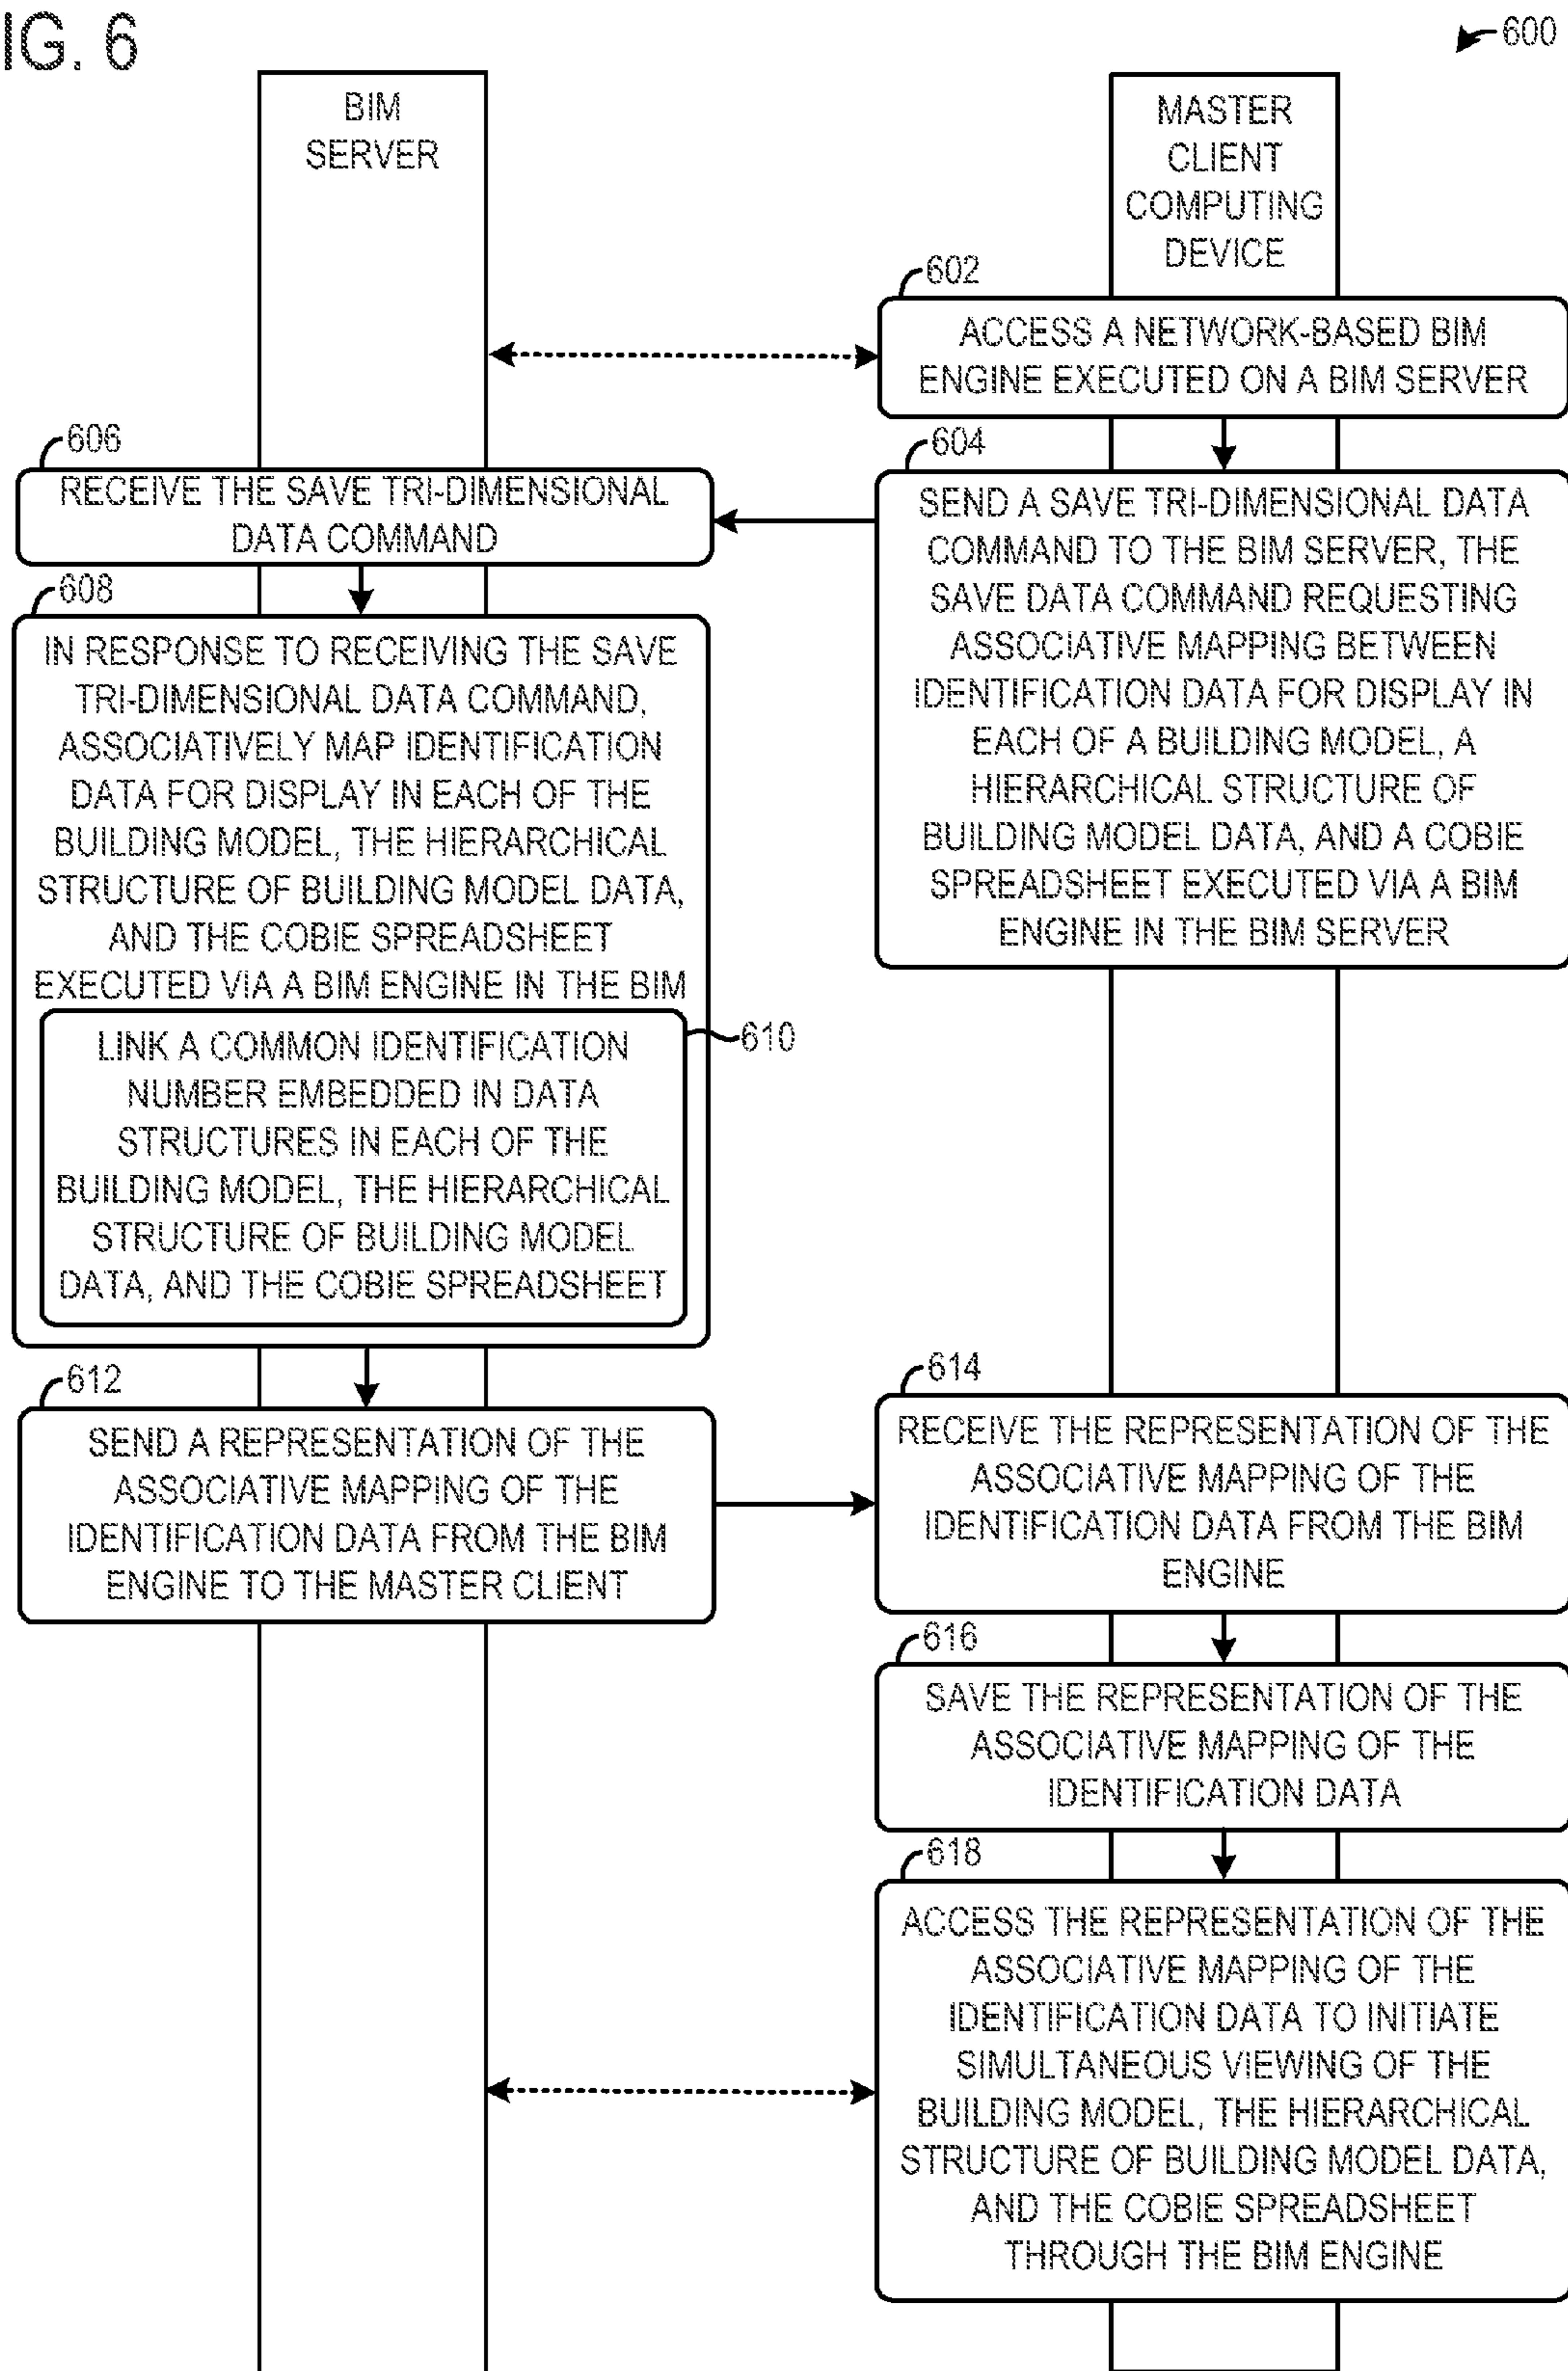 IG. 6
600
BIM
SERVER
MASTER
CLIENT
COMPUTING
DEVICE
602
ACCESS A NETWORK-BASED BIM
ENGINE EXECUTED ON A BIM SERVER
606
RECEIVE THE SAVE TRI-DIMENSIONAL
DATA COMMAND
604
SEND A SAVE TRI-DIMENSIONAL DATA
COMMAND TO THE BIM SERVER, THE
SAVE DATA COMMAND REQUESTING
ASSOCIATIVE MAPPING BETWEEN
IDENTIFICATION DATA FOR DISPLAY IN
EACH OF A BUILDING MODEL, A
HIERARCHICAL STRUCTURE OF
BUILDING MODEL DATA, AND A COBIE
SPREADSHEET EXECUTED VIA A BIM
ENGINE IN THE BIM SERVER
608
IN RESPONSE TO RECEIVING THE SAVE
TRI-DIMENSIONAL DATA COMMAND,
ASSOCIATIVELY MAP IDENTIFICATION
DATA FOR DISPLAY IN EACH OF THE
BUILDING MODEL, THE HIERARCHICAL
STRUCTURE OF BUILDING MODEL DATA,
AND THE COBIE SPREADSHEET
EXECUTED VIA A BIM ENGINE IN THE BIM
610
LINK A COMMON IDENTIFICATION
NUMBER EMBEDDED IN DATA
STRUCTURES IN EACH OF THE
BUILDING MODEL, THE HIERARCHICAL
STRUCTURE OF BUILDING MODEL
DATA, AND THE COBIE SPREADSHEET
612
SEND A REPRESENTATION OF THE
ASSOCIATIVE MAPPING OF THE
IDENTIFICATION DATA FROM THE BIM
ENGINE TO THE MASTER CLIENT
614
RECEIVE THE REPRESENTATION OF THE
ASSOCIATIVE MAPPING OF THE
IDENTIFICATION DATA FROM THE BIM
ENGINE
616
SAVE THE REPRESENTATION OF THE
ASSOCIATIVE MAPPING OF THE
IDENTIFICATION DATA
618
ACCESS THE REPRESENTATION OF THE
ASSOCIATIVE MAPPING OF THE
IDENTIFICATION DATA TO INITIATE
SIMULTANEOUS VIEWING OF THE
BUILDING MODEL, THE HIERARCHICAL
STRUCTURE OF BUILDING MODEL DATA,
AND THE COBIE SPREADSHEET
THROUGH THE BIM ENGINE